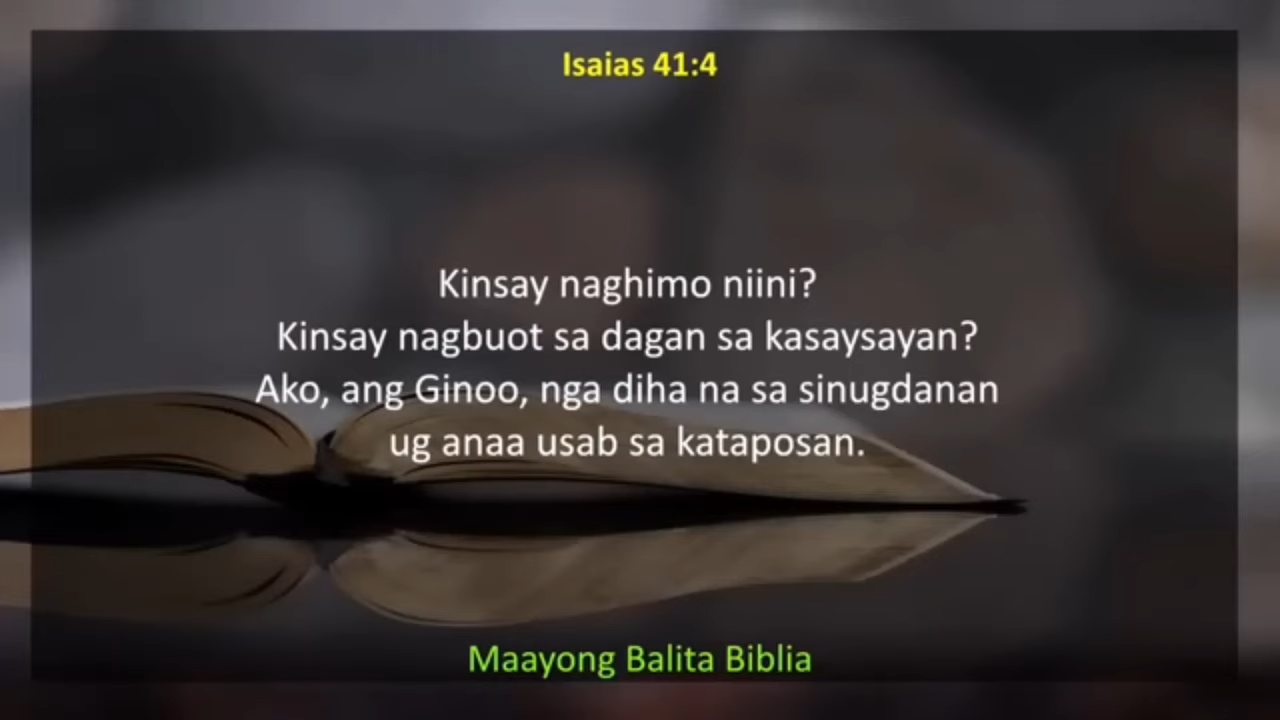 Isaias 41:4
Kinsay naghimo niini?
Kinsay nagbuot sa dagan sa kasaysayan?
Ako, ang Ginoo, nga diha na sa sinugdanan
ug anaa usab sa kataposan.
Maayong Balita Biblia